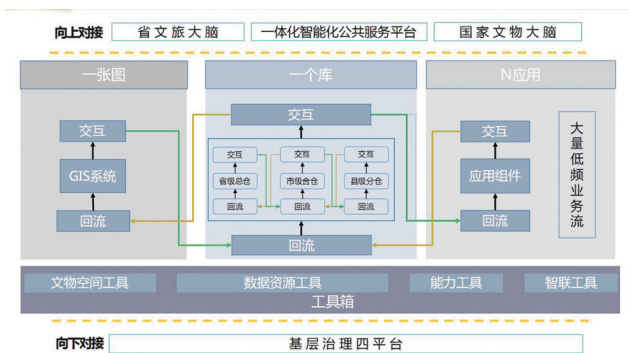 向上对接 省文旅大脑 一体化智能化公共服务平台 国家文物大脑
一张图 一个库 N应用
交互
GIS系统
回流
交互
交互 交互 交互
省级总仓 市级合仓 县级分仓
回流 回流 回流
回流
交互
应用组件
回流
大量低频业务流
文物空间工具 数据资源工具 能力工具 智联工具
工具箱
向下对接 基层治理四平台